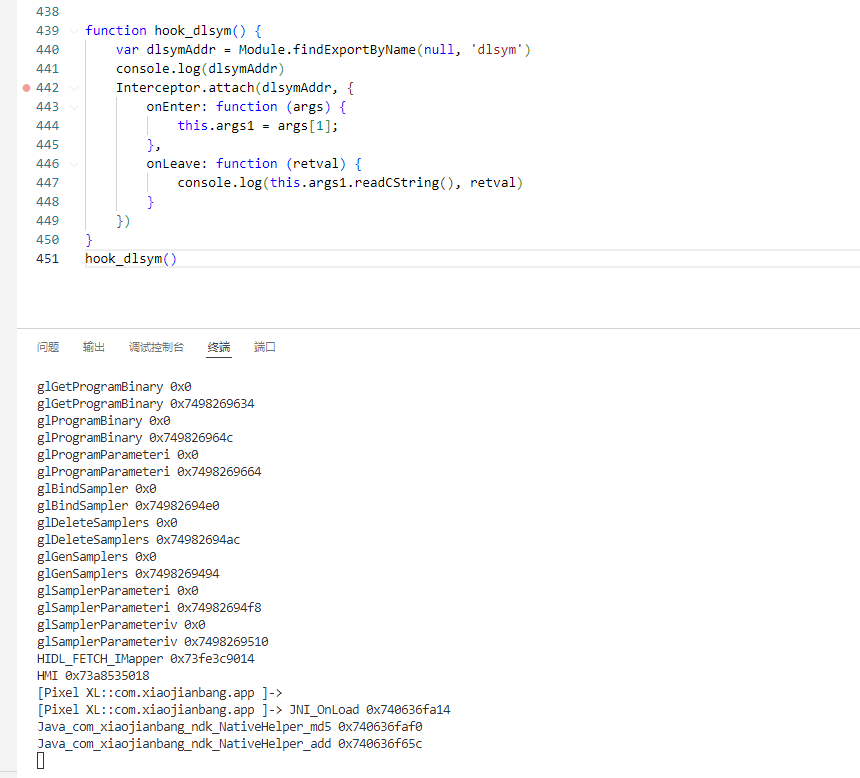 438
439 function hook_dlsym() {
440 var dlsymAddr = Module.findExportByName(null, 'dlsym')
441 console.log(dlsymAddr)
442 Interceptor.attach(dlsymAddr, {
443 onEnter: function (args) {
444 this.args1 = args[1];
445 },
446 onLeave: function (retval) {
447 console.log(this.args1.readCString(), retval)
448 }
449 })
450 }
451 hook_dlsym()
问题 输出 调试控制台 终端 端口
glGetProgramBinary 0x0
glGetProgramBinary 0x7498269634
glProgramBinary 0x0
glProgramBinary 0x749826964c
glProgramParameteri 0x0
glProgramParameteri 0x7498269664
glBindSampler 0x0
glBindSampler 0x74982694e0
glDeleteSamplers 0x0
glDeleteSamplers 0x74982694ac
glGenSamplers 0x0
glGenSamplers 0x7498269494
glSamplerParameteri 0x0
glSamplerParameteri 0x74982694f8
glSamplerParameteriv 0x0
glSamplerParameteriv 0x7498269510
HIDL_FETCH_IMapper 0x73fe3c9014
HMI 0x73a8535018
[Pixel XL::com.xiaojianbang.app ]->
[Pixel XL::com.xiaojianbang.app ]-> JNI_OnLoad 0x740636fa14
Java_com_xiaojianbang_ndk_NativeHelper_md5 0x740636faf0
Java_com_xiaojianbang_ndk_NativeHelper_add 0x740636f65c